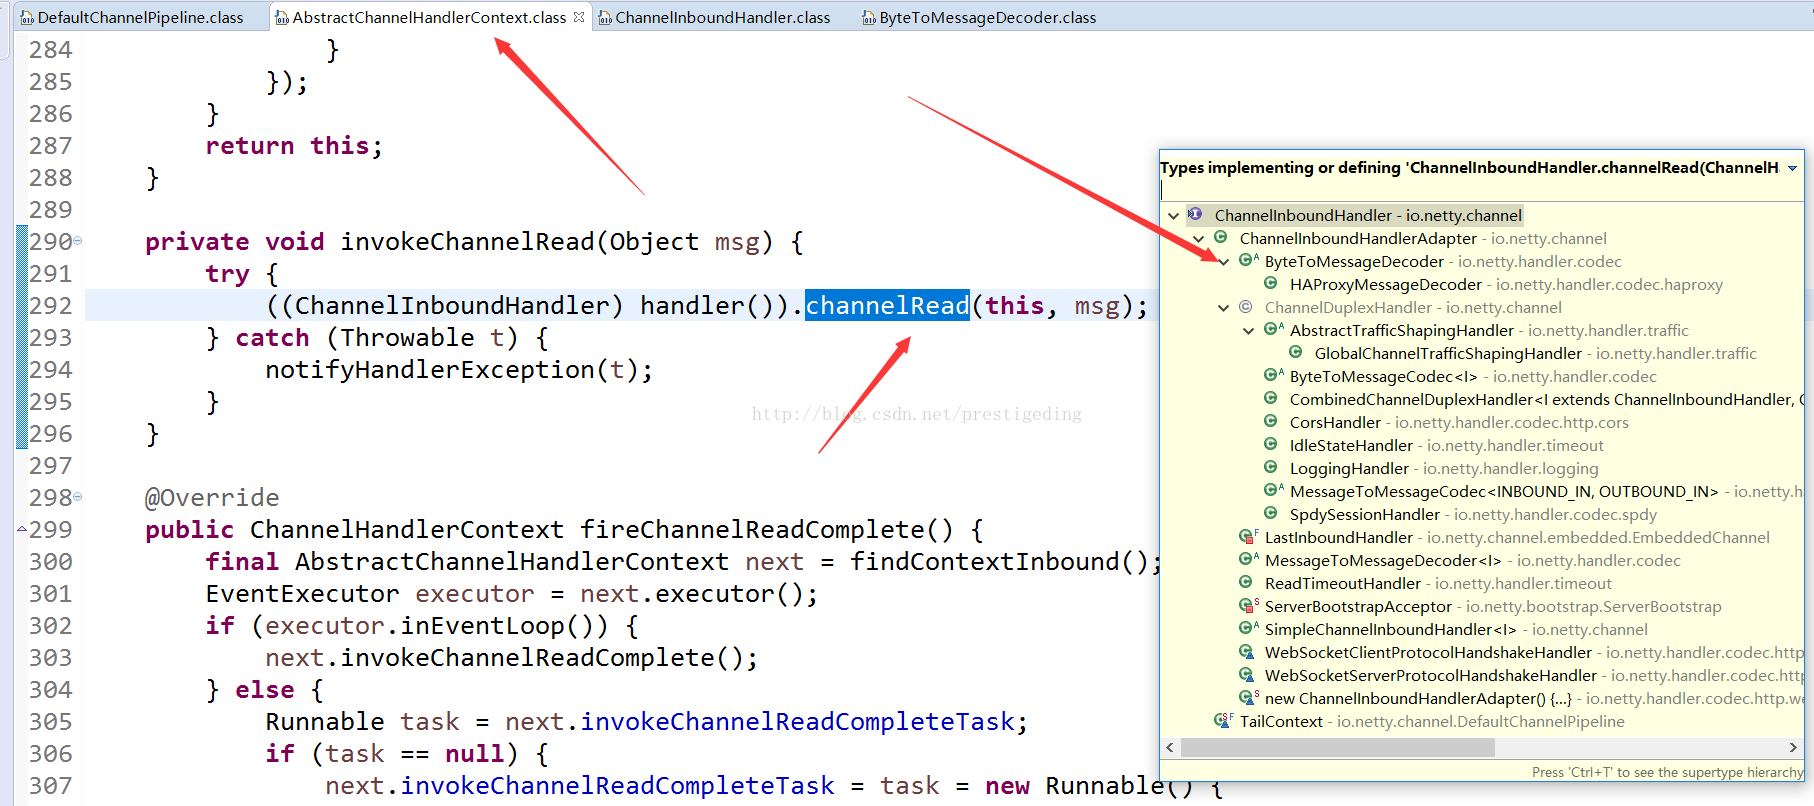 DefaultChannelPipeline.class
AbstractChannelHandlerContext.class
ChannelInboundHandler.class
ByteToMessageDecoder.class
284 }
285 });
286 }
287 return this;
288 }
289
290 private void invokeChannelRead(Object msg) {
291 try {
292 ((ChannelInboundHandler) handler()).channelRead(this, msg);
293 } catch (Throwable t) {
294 notifyHandlerException(t);
295 }
296 }
297
298 @Override
299 public ChannelHandlerContext fireChannelReadComplete() {
300 final AbstractChannelHandlerContext next = findContextInbound();
301 EventExecutor executor = next.executor();
302 if (executor.inEventLoop()) {
303 next.invokeChannelReadComplete();
304 } else {
305 Runnable task = next.invokeChannelReadCompleteTask;
306 if (task == null) {
307 next.invokeChannelReadCompleteTask = task = new Runnable() {
http://blog.csdn.net/prestigeding
Types implementing or defining 'ChannelInboundHandler.channelRead(ChannelH
ChannelInboundHandler - io.netty.channel
ChannelInboundHandlerAdapter - io.netty.channel
ByteToMessageDecoder - io.netty.handler.codec
HAProxyMessageDecoder - io.netty.handler.codec.haproxy
ChannelDuplexHandler - io.netty.channel
AbstractTrafficShapingHandler - io.netty.handler.traffic
GlobalChannelTrafficShapingHandler - io.netty.handler.traffic
ByteToMessageCodec<I> - io.netty.handler.codec
CombinedChannelDuplexHandler<I extends ChannelInboundHandler, 
CorsHandler - io.netty.handler.codec.http.cors
IdleStateHandler - io.netty.handler.timeout
LoggingHandler - io.netty.handler.logging
MessageToMessageCodec<INBOUND_IN, OUTBOUND_IN> - io.netty.h
SpdySessionHandler - io.netty.handler.codec.spdy
LastInboundHandler - io.netty.channel.embedded.EmbeddedChannel
MessageToMessageDecoder<I> - io.netty.handler.codec
ReadTimeoutHandler - io.netty.handler.timeout
ServerBootstrapAcceptor - io.netty.bootstrap.ServerBootstrap
SimpleChannelInboundHandler<I> - io.netty.channel
WebSocketClientProtocolHandshakeHandler - io.netty.handler.codec.http
WebSocketServerProtocolHandshakeHandler - io.netty.handler.codec.http
new ChannelInboundHandlerAdapter() {...} - io.netty.handler.codec.http.we
TailContext - io.netty.channel.DefaultChannelPipeline
Press 'Ctrl+T' to see the supertype hierarchy